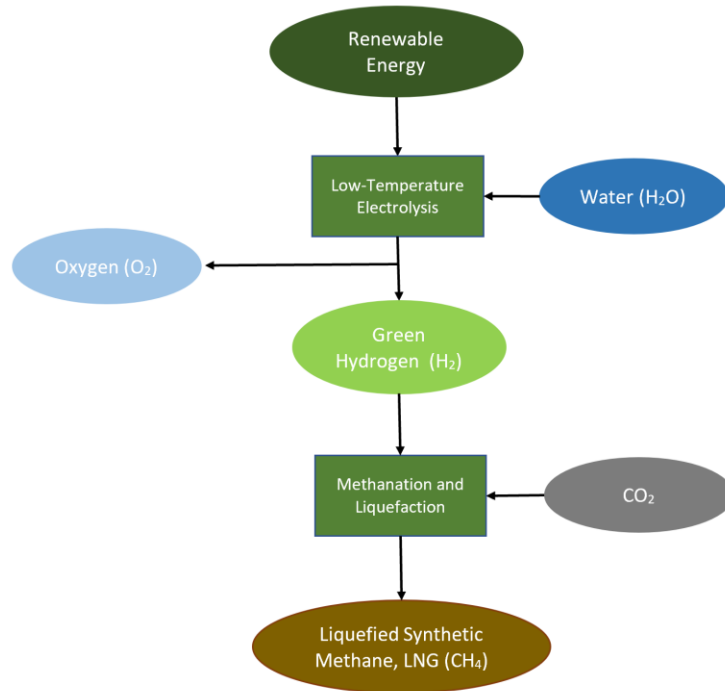 Renewable
Energy
Low-Temperature
Electrolysis
Water (H₂O)
Oxygen (O₂)
Green
Hydrogen (H₂)
Methanation and
Liquefaction
CO₂
Liquefied Synthetic
Methane, LNG (CH₄)